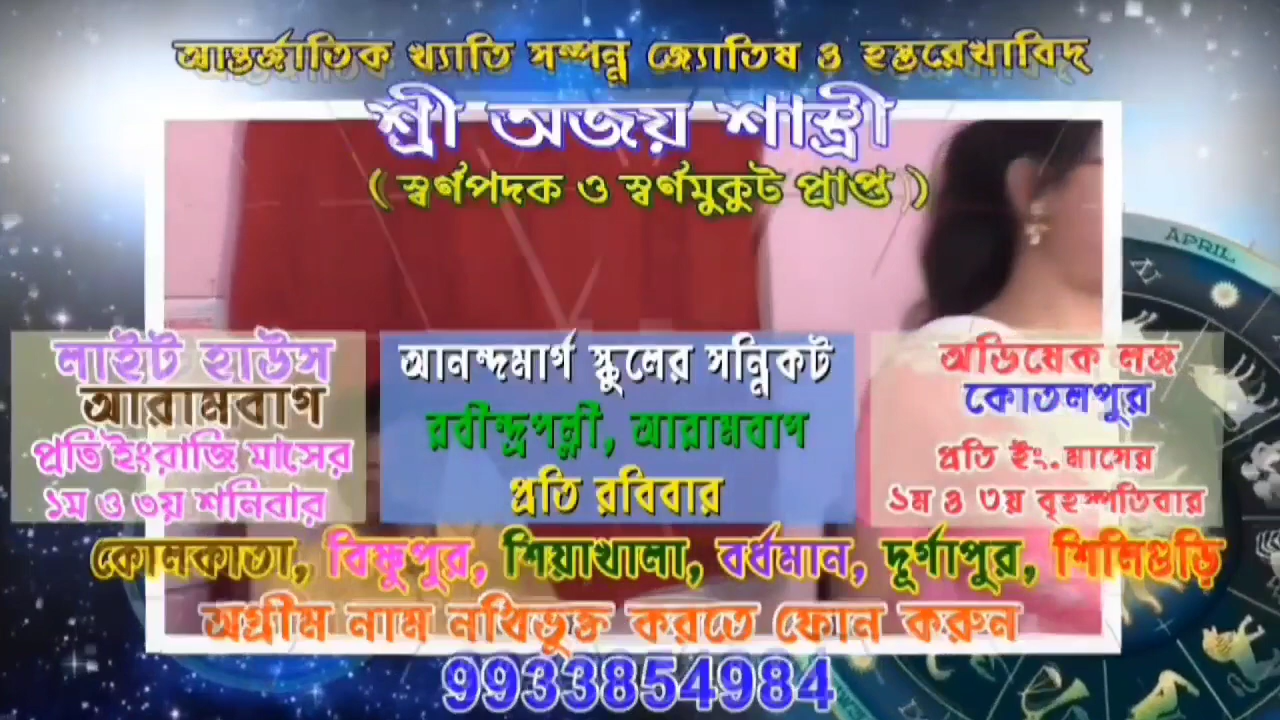 আন্তর্জাতিক খ্যাতি সম্পন্ন জ্যোতিষ ও হস্তরেখাবিদ
শ্রী অজয় শাস্ত্রী
( স্বর্ণপদক ও স্বর্ণমুকুট প্রাপ্ত )
APRIL
লাইট হাউস
আরামবাগ
প্রতি ইংরাজি মাসের
১ম ও ৩য় শনিবার
আনন্দমার্গ স্কুলের সন্নিকট
রবীন্দ্রপল্লী, আরামবাগ
প্রতি রবিবার
অভিষেক লজ
কোতলপুর
প্রতি ইং.মাসের
১ম ও ৩য় বৃহস্পতিবার
কোলকাতা, বিষ্ণুপুর, শিয়াখালা, বর্ধমান, দূর্গাপুর, শিলিগুড়ি
অগ্রীম নাম নথিভুক্ত করতে ফোন করুন
9933854984